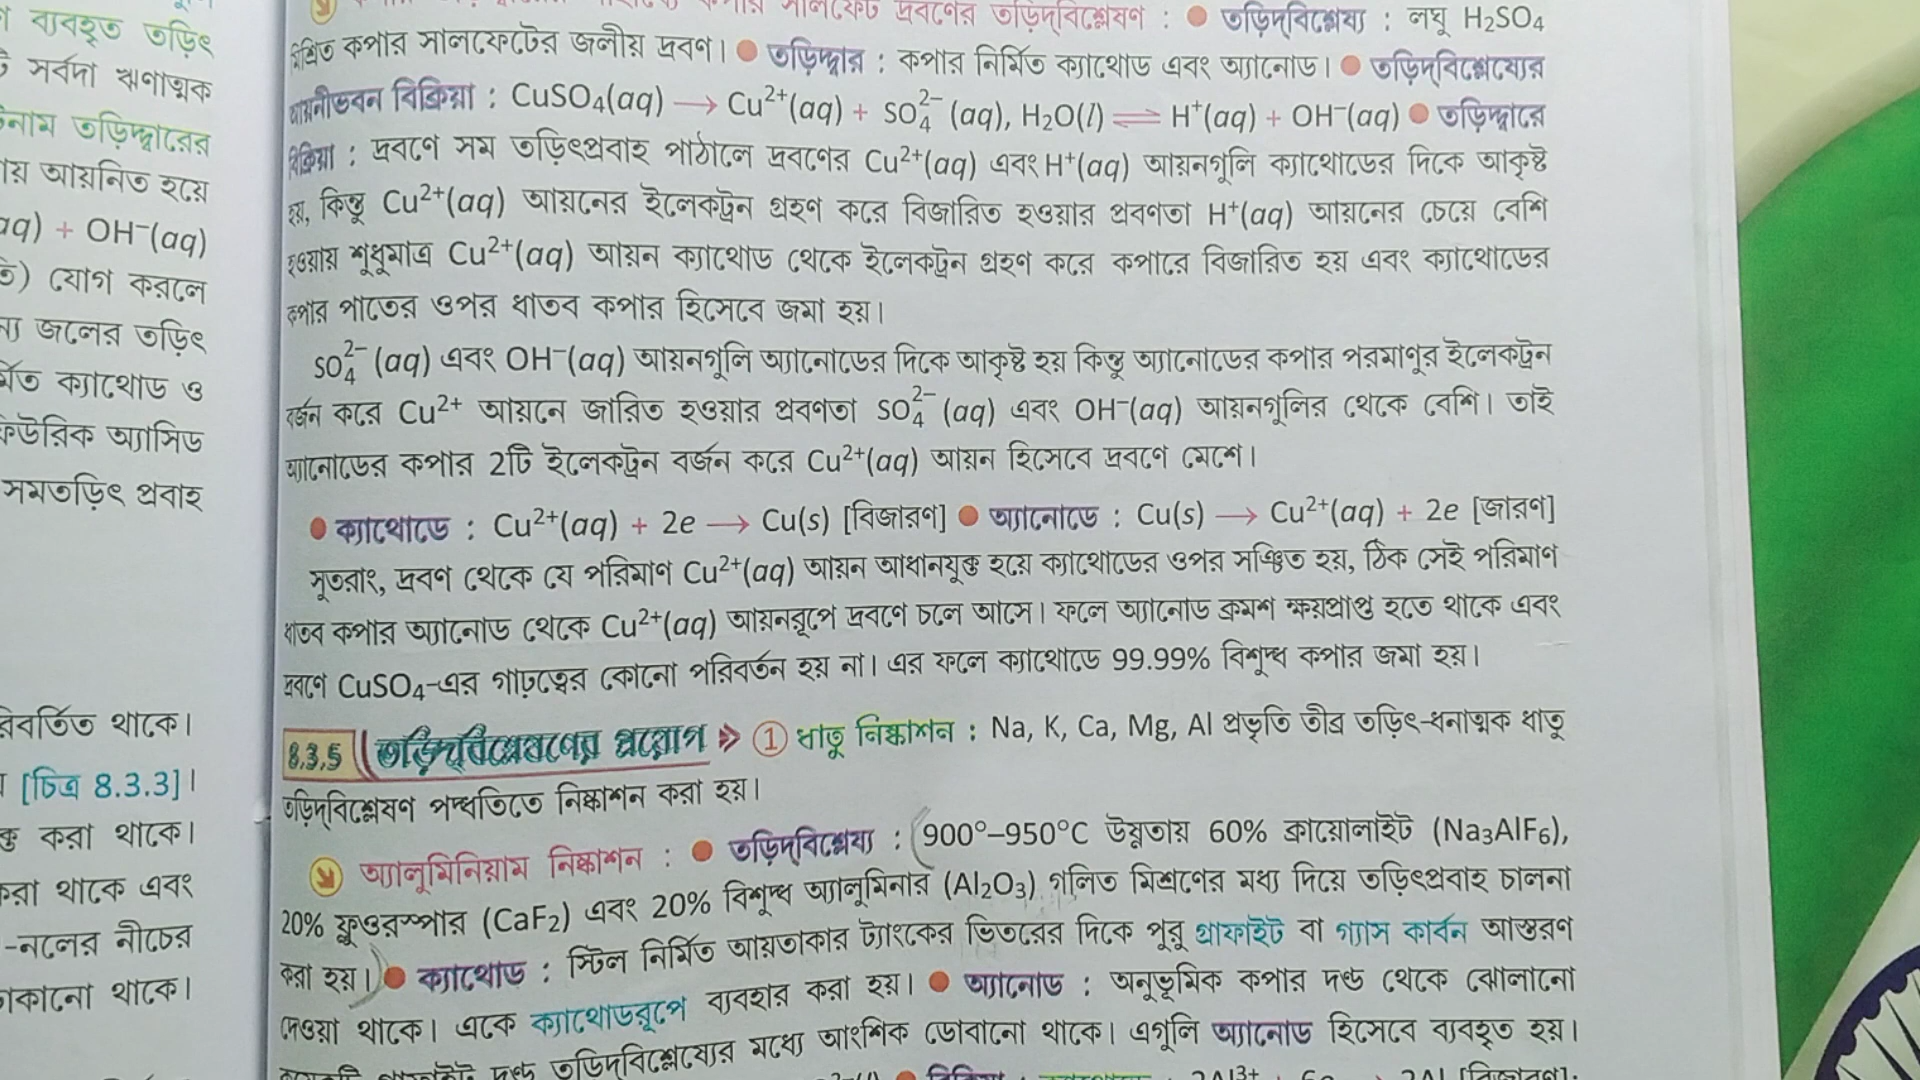 ব্যবহৃত তড়িৎ
সর্বদা ঋণাত্মক
তড়িদ্দ্বারের
আয়নিত হয়ে
aq) + OH⁻(aq)
যোগ করলে
জলের তড়িৎ
ক্যাথোড ও
অ্যাসিড
সমতড়িৎ প্রবাহ
থাকে।
[চিত্র 8.3.3]।
করা থাকে।
করা থাকে এবং
-নলের নীচের
থাকে।
কপার সালফেট দ্রবণের তড়িদ্‌বিশ্লেষণ : ● তড়িদ্‌বিশ্লেষ্য : লঘু H₂SO₄
মিশ্রিত কপার সালফেটের জলীয় দ্রবণ। ● তড়িদ্দ্বার : কপার নির্মিত ক্যাথোড এবং অ্যানোড। ● তড়িদ্‌বিশ্লেষ্যের
আয়নীভবন বিক্রিয়া : CuSO₄(aq) ⟶ Cu²⁺(aq) + SO₄²⁻ (aq), H₂O(l) ⇌ H⁺(aq) + OH⁻(aq) ● তড়িদ্দ্বারে
বিক্রিয়া : দ্রবণে সম তড়িৎপ্রবাহ পাঠালে দ্রবণের Cu²⁺(aq) এবং H⁺(aq) আয়নগুলি ক্যাথোডের দিকে আকৃষ্ট
হয়, কিন্তু Cu²⁺(aq) আয়নের ইলেকট্রন গ্রহণ করে বিজারিত হওয়ার প্রবণতা H⁺(aq) আয়নের চেয়ে বেশি
হওয়ায় শুধুমাত্র Cu²⁺(aq) আয়ন ক্যাথোড থেকে ইলেকট্রন গ্রহণ করে কপারে বিজারিত হয় এবং ক্যাথোডের
কপার পাতের ওপর ধাতব কপার হিসেবে জমা হয়।
SO₄²⁻ (aq) এবং OH⁻(aq) আয়নগুলি অ্যানোডের দিকে আকৃষ্ট হয় কিন্তু অ্যানোডের কপার পরমাণুর ইলেকট্রন
বর্জন করে Cu²⁺ আয়নে জারিত হওয়ার প্রবণতা SO₄²⁻ (aq) এবং OH⁻(aq) আয়নগুলির থেকে বেশি। তাই
অ্যানোডের কপার 2টি ইলেকট্রন বর্জন করে Cu²⁺(aq) আয়ন হিসেবে দ্রবণে মেশে।
● ক্যাথোডে : Cu²⁺(aq) + 2e ⟶ Cu(s) [বিজারণ] ● অ্যানোডে : Cu(s) ⟶ Cu²⁺(aq) + 2e [জারণ]
সুতরাং, দ্রবণ থেকে যে পরিমাণ Cu²⁺(aq) আয়ন আধানমুক্ত হয়ে ক্যাথোডের ওপর সঞ্চিত হয়, ঠিক সেই পরিমাণ
ধাতব কপার অ্যানোড থেকে Cu²⁺(aq) আয়নরূপে দ্রবণে চলে আসে। ফলে অ্যানোড ক্রমশ ক্ষয়প্রাপ্ত হতে থাকে এবং
দ্রবণে CuSO₄-এর গাঢ়ত্বের কোনো পরিবর্তন হয় না। এর ফলে ক্যাথোডে 99.99% বিশুদ্ধ কপার জমা হয়।
8.3.5 তড়িদ্‌বিশ্লেষণের প্রয়োগ » ① ধাতু নিষ্কাশন : Na, K, Ca, Mg, Al প্রভৃতি তীব্র তড়িৎ-ধনাত্মক ধাতু
তড়িদ্‌বিশ্লেষণ পদ্ধতিতে নিষ্কাশন করা হয়।
অ্যালুমিনিয়াম নিষ্কাশন : ● তড়িদ্‌বিশ্লেষ্য : 900°–950°C উষ্ণতায় 60% ক্রায়োলাইট (Na₃AlF₆),
20% ফ্লুওরস্পার (CaF₂) এবং 20% বিশুদ্ধ অ্যালুমিনার (Al₂O₃) গলিত মিশ্রণের মধ্য দিয়ে তড়িৎপ্রবাহ চালনা
করা হয়। ● ক্যাথোড : স্টিল নির্মিত আয়তাকার ট্যাংকের ভিতরের দিকে পুরু গ্রাফাইট বা গ্যাস কার্বন আস্তরণ
দেওয়া থাকে। একে ক্যাথোডরূপে ব্যবহার করা হয়। ● অ্যানোড : অনুভূমিক কপার দণ্ড থেকে ঝোলানো
গ্রাফাইট দণ্ড তড়িদ্‌বিশ্লেষ্যের মধ্যে আংশিক ডোবানো থাকে। এগুলি অ্যানোড হিসেবে ব্যবহৃত হয়।